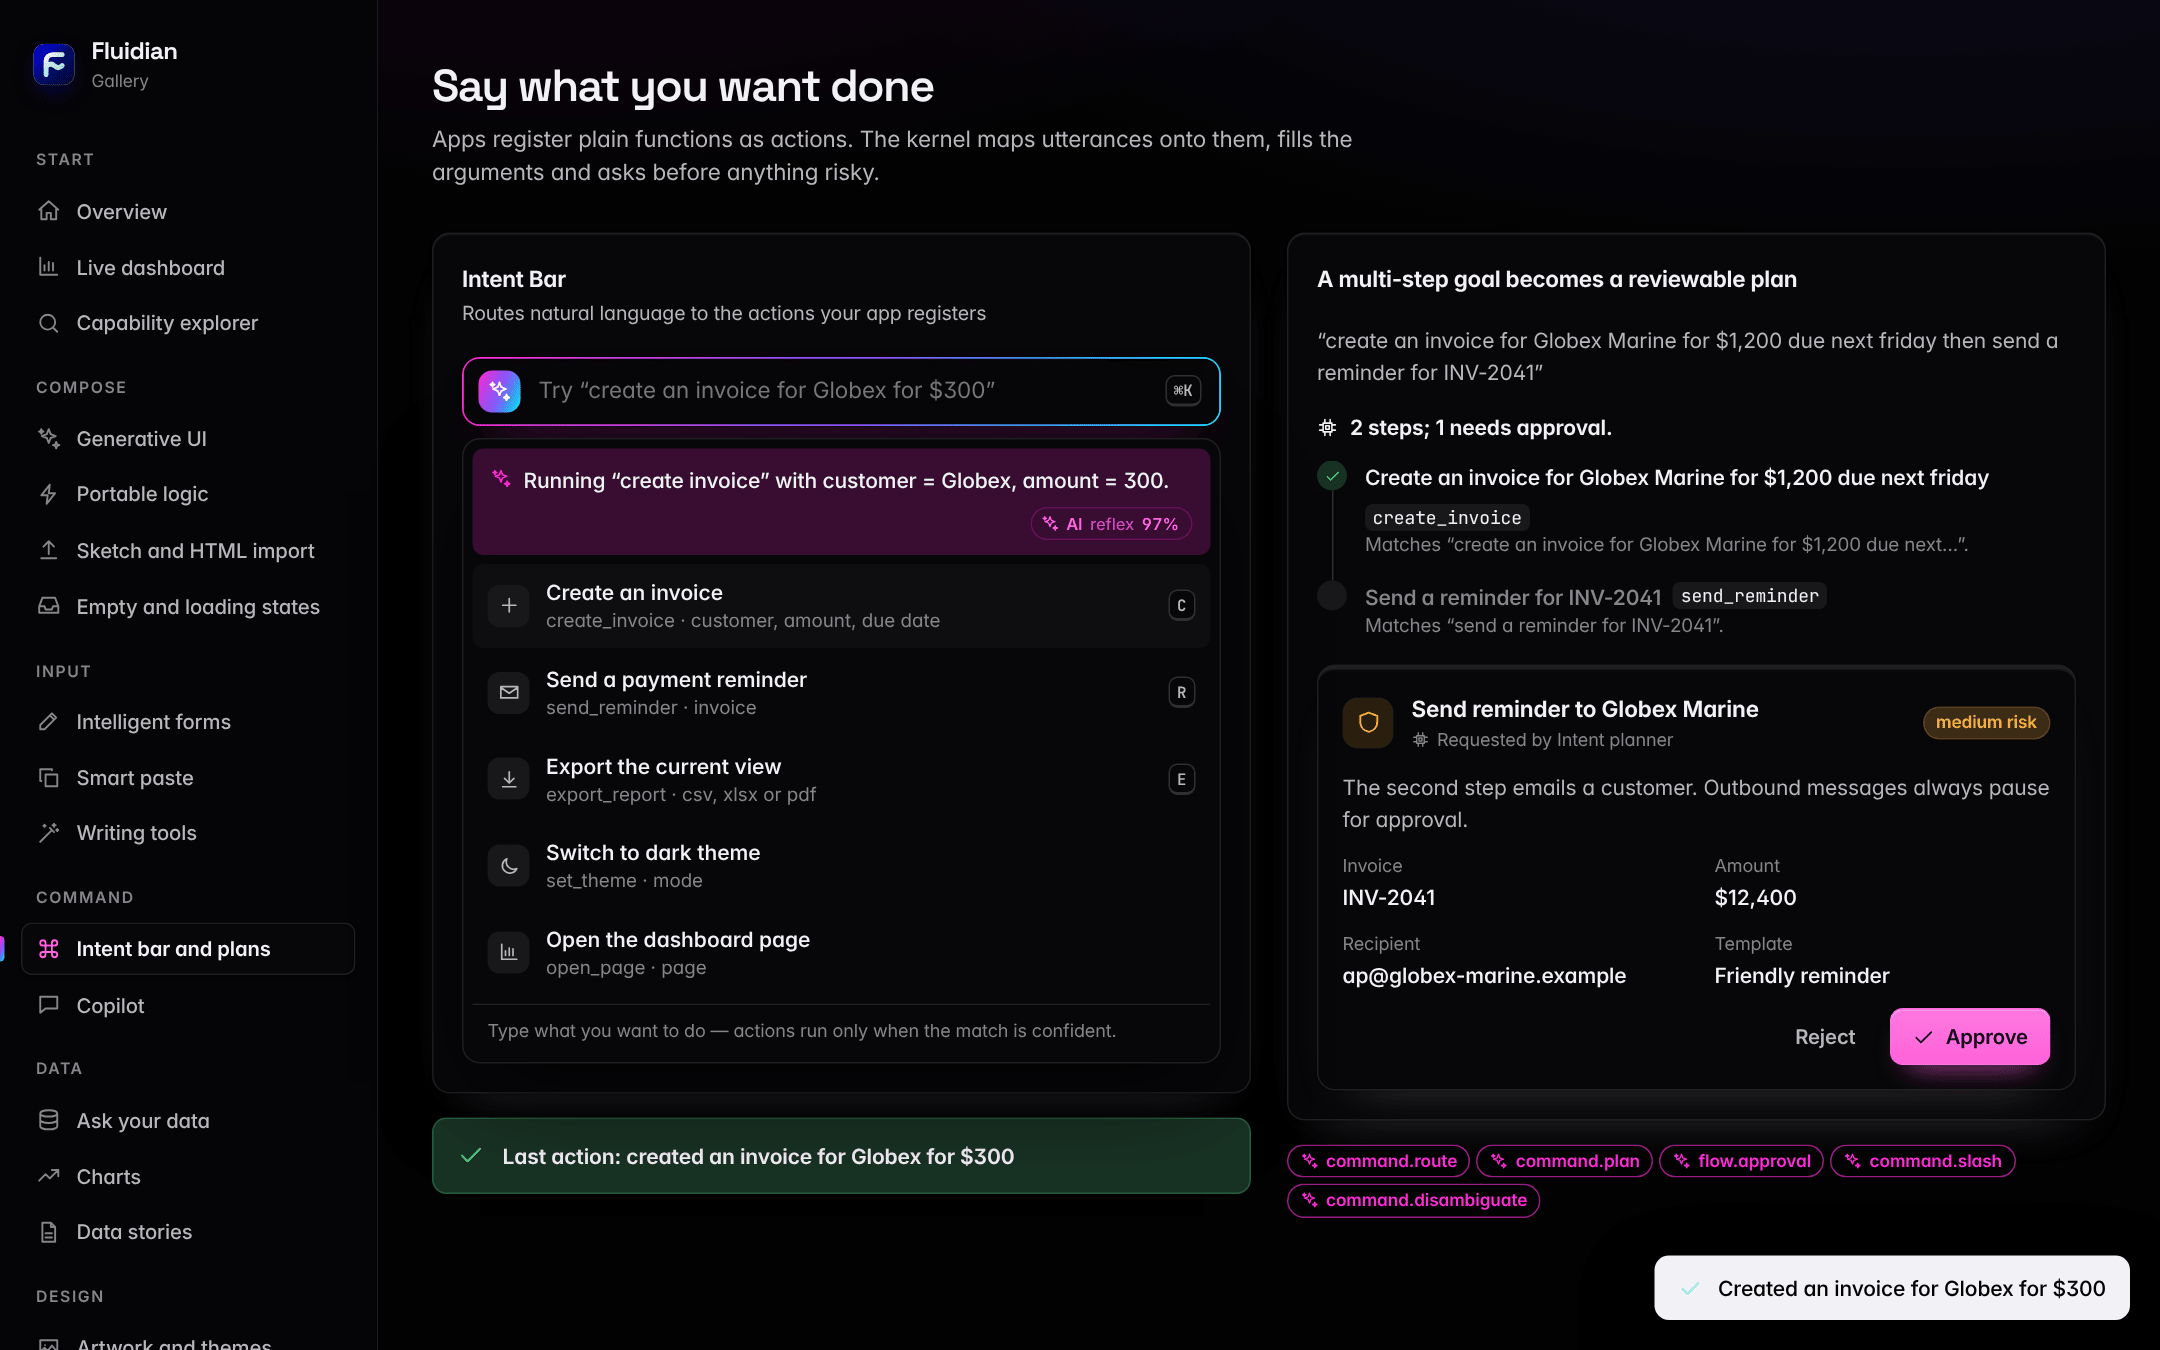 Fluidian
Gallery
START
Overview
Live dashboard
Capability explorer
COMPOSE
Generative UI
Portable logic
Sketch and HTML import
Empty and loading states
INPUT
Intelligent forms
Smart paste
Writing tools
COMMAND
Intent bar and plans
Copilot
DATA
Ask your data
Charts
Data stories
DESIGN
Artwork and themes
Say what you want done
Apps register plain functions as actions. The kernel maps utterances onto them, fills the
arguments and asks before anything risky.
Intent Bar
Routes natural language to the actions your app registers
Try “create an invoice for Globex for $300”
⌘K
Running “create invoice” with customer = Globex, amount = 300.
AI reflex 97%
Create an invoice
create_invoice · customer, amount, due date
C
Send a payment reminder
send_reminder · invoice
R
Export the current view
export_report · csv, xlsx or pdf
E
Switch to dark theme
set_theme · mode
Open the dashboard page
open_page · page
Type what you want to do — actions run only when the match is confident.
Last action: created an invoice for Globex for $300
A multi-step goal becomes a reviewable plan
“create an invoice for Globex Marine for $1,200 due next friday then send a
reminder for INV-2041”
2 steps; 1 needs approval.
Create an invoice for Globex Marine for $1,200 due next friday
create_invoice
Matches “create an invoice for Globex Marine for $1,200 due next…”.
Send a reminder for INV-2041 send_reminder
Matches “send a reminder for INV-2041”.
Send reminder to Globex Marine
Requested by Intent planner
medium risk
The second step emails a customer. Outbound messages always pause
for approval.
Invoice
INV-2041
Amount
$12,400
Recipient
ap@globex-marine.example
Template
Friendly reminder
Reject
Approve
command.route command.plan flow.approval command.slash
command.disambiguate
Created an invoice for Globex for $300